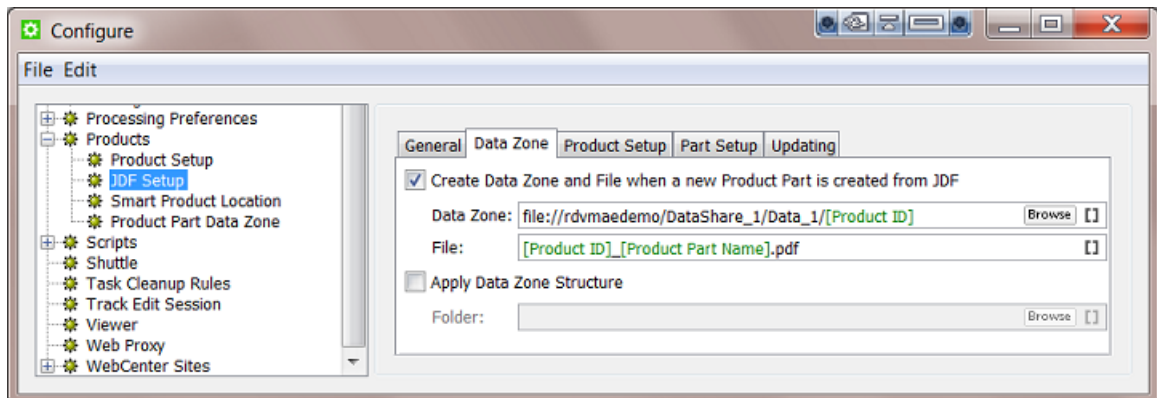 Configure
File Edit
Processing Preferences
Products
Product Setup
JDF Setup
Smart Product Location
Product Part Data Zone
Scripts
Shuttle
Task Cleanup Rules
Track Edit Session
Viewer
Web Proxy
WebCenter Sites
General Data Zone Product Setup Part Setup Updating
Create Data Zone and File when a new Product Part is created from JDF
Data Zone: file://rdvmaedemo/DataShare_1/Data_1/[Product ID] Browse []
File: [Product ID]_[Product Part Name].pdf []
Apply Data Zone Structure
Folder: Browse []